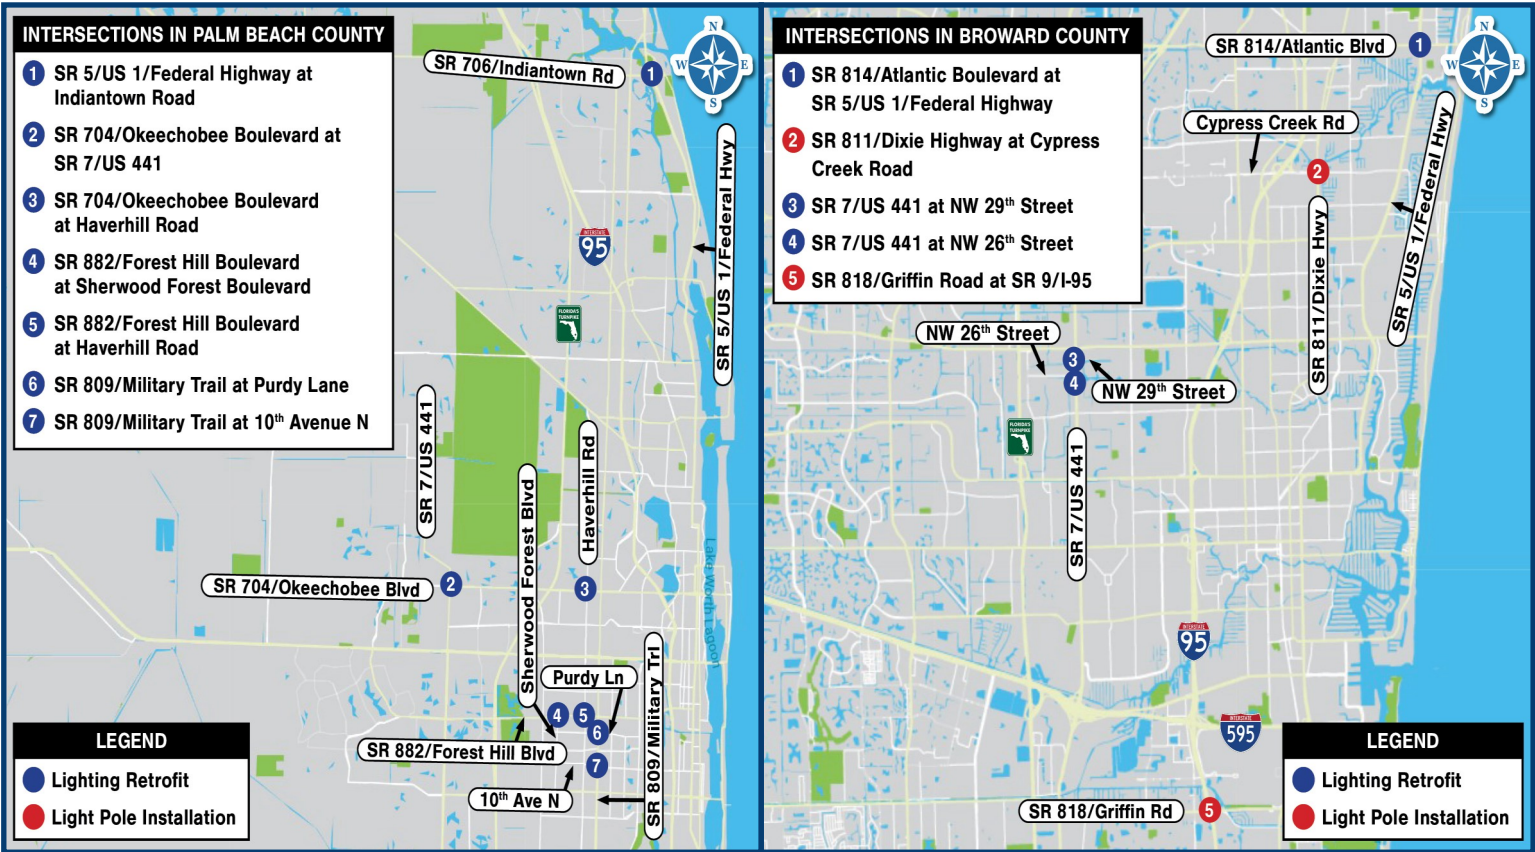 INTERSECTIONS IN PALM BEACH COUNTY
1 SR 5/US 1/Federal Highway at
Indiantown Road
2 SR 704/Okeechobee Boulevard at
SR 7/US 441
3 SR 704/Okeechobee Boulevard
at Haverhill Road
4 SR 882/Forest Hill Boulevard
at Sherwood Forest Boulevard
5 SR 882/Forest Hill Boulevard
at Haverhill Road
6 SR 809/Military Trail at Purdy Lane
7 SR 809/Military Trail at 10th Avenue N
SR 706/Indiantown Rd
1
N
W
E
S
SR 5/US 1/Federal Hwy
INTERSTATE
95
FLORIDA'S
TURNPIKE
SR 7/US 441
Sherwood Forest Blvd
Haverhill Rd
SR 704/Okeechobee Blvd
2
3
Lake Worth Lagoon
Purdy Ln
4
5
6
SR 882/Forest Hill Blvd
7
10th Ave N
SR 809/Military Trl
LEGEND
Lighting Retrofit
Light Pole Installation
INTERSECTIONS IN BROWARD COUNTY
1 SR 814/Atlantic Boulevard at
SR 5/US 1/Federal Highway
2 SR 811/Dixie Highway at Cypress
Creek Road
3 SR 7/US 441 at NW 29th Street
4 SR 7/US 441 at NW 26th Street
5 SR 818/Griffin Road at SR 9/I-95
SR 814/Atlantic Blvd
1
N
W
E
S
Cypress Creek Rd
2
SR 5/US 1/Federal Hwy
SR 811/Dixie Hwy
NW 26th Street
3
4
NW 29th Street
FLORIDA'S
TURNPIKE
SR 7/US 441
INTERSTATE
95
INTERSTATE
595
SR 818/Griffin Rd
5
LEGEND
Lighting Retrofit
Light Pole Installation